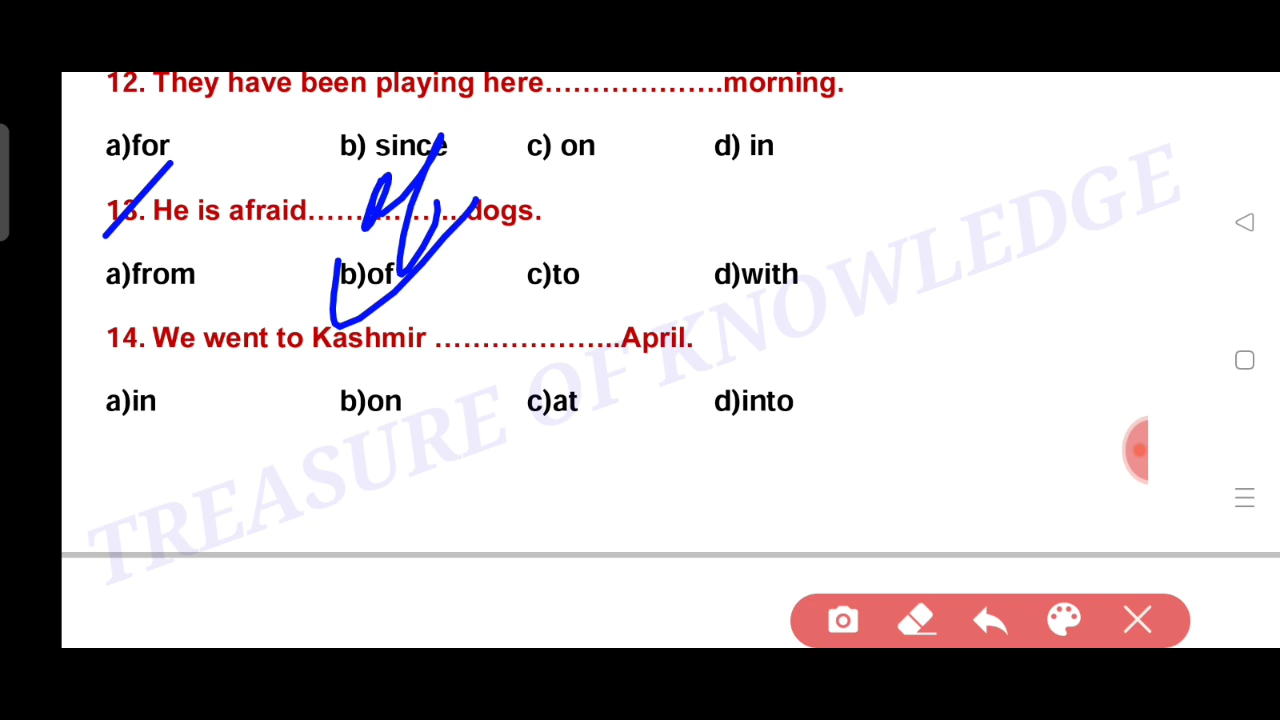 12. They have been playing here……………….morning.
a)for b) since c) on d) in
13. He is afraid…………….dogs.
of
a)from b)of c)to d)with
14. We went to Kashmir ………………..April.
a)in b)on c)at d)into
TREASURE OF KNOWLEDGE